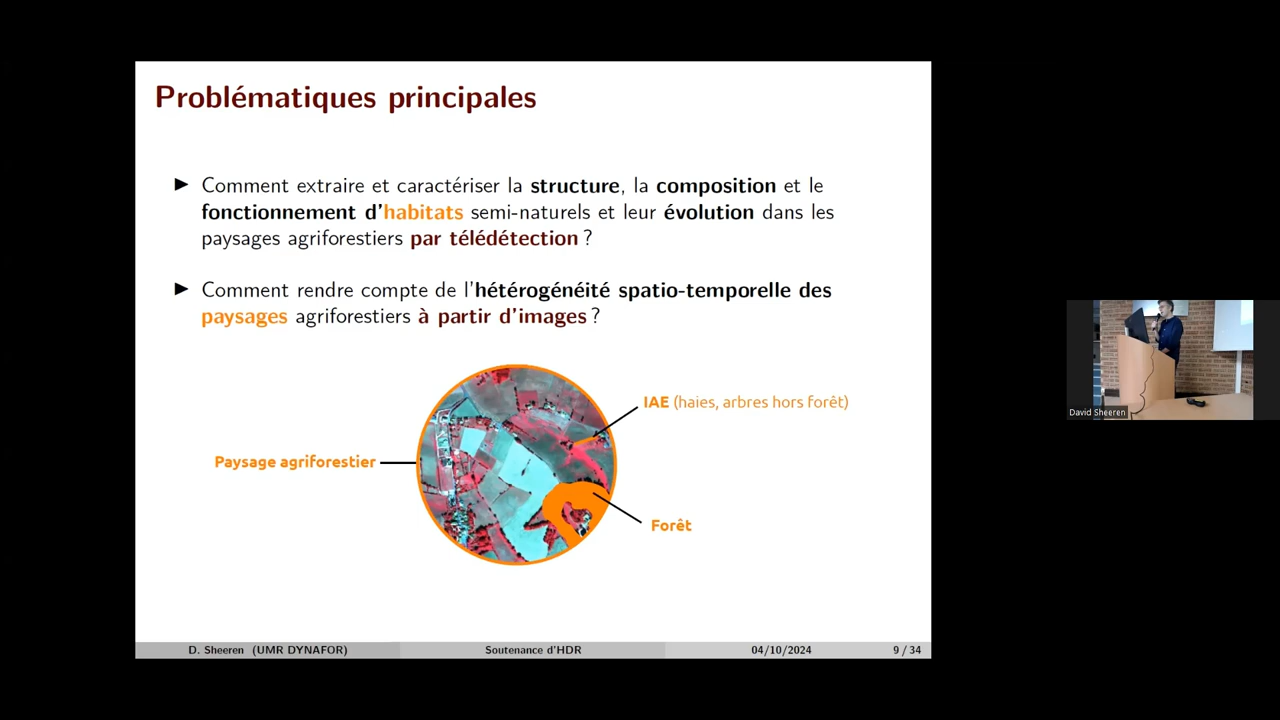 Problématiques principales
▶ Comment extraire et caractériser la structure, la composition et le
fonctionnement d'habitats semi-naturels et leur évolution dans les
paysages agriforestiers par télédétection ?
▶ Comment rendre compte de l'hétérogénéité spatio-temporelle des
paysages agriforestiers à partir d'images ?
IAE (haies, arbres hors forêt)
Paysage agriforestier
Forêt
D. Sheeren (UMR DYNAFOR) Soutenance d'HDR 04/10/2024 9 / 34
David Sheeren